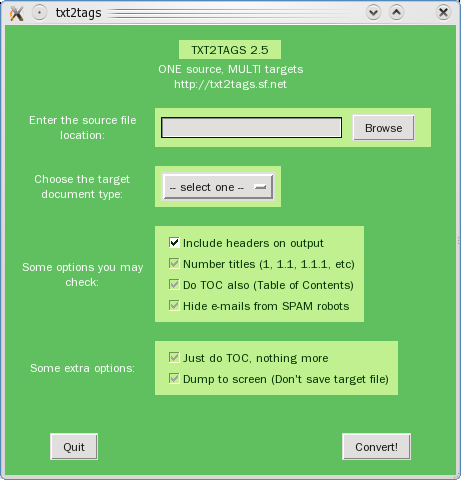 txt2tags
TXT2TAGS 2.5
ONE source, MULTI targets
http://txt2tags.sf.net
Enter the source file
location:
Browse
Choose the target
document type:
-- select one --
Some options you may
check:
Include headers on output
Number titles (1, 1.1, 1.1.1, etc)
Do TOC also (Table of Contents)
Hide e-mails from SPAM robots
Some extra options:
Just do TOC, nothing more
Dump to screen (Don't save target file)
Quit
Convert!